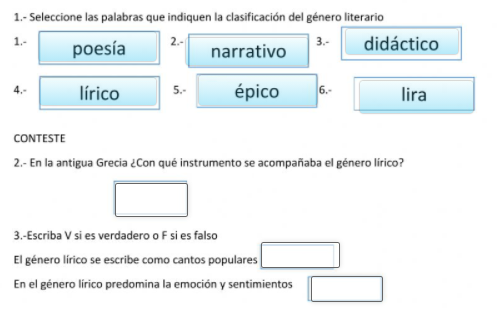 1.- Seleccione las palabras que indiquen la clasificación del género literario
1.- poesía 2.- narrativo 3.- didáctico
4.- lírico 5.- épico 6.- lira
CONTESTE
2.- En la antigua Grecia ¿Con qué instrumento se acompañaba el género lírico?
3.-Escriba V si es verdadero o F si es falso
El género lírico se escribe como cantos populares
En el género lírico predomina la emoción y sentimientos